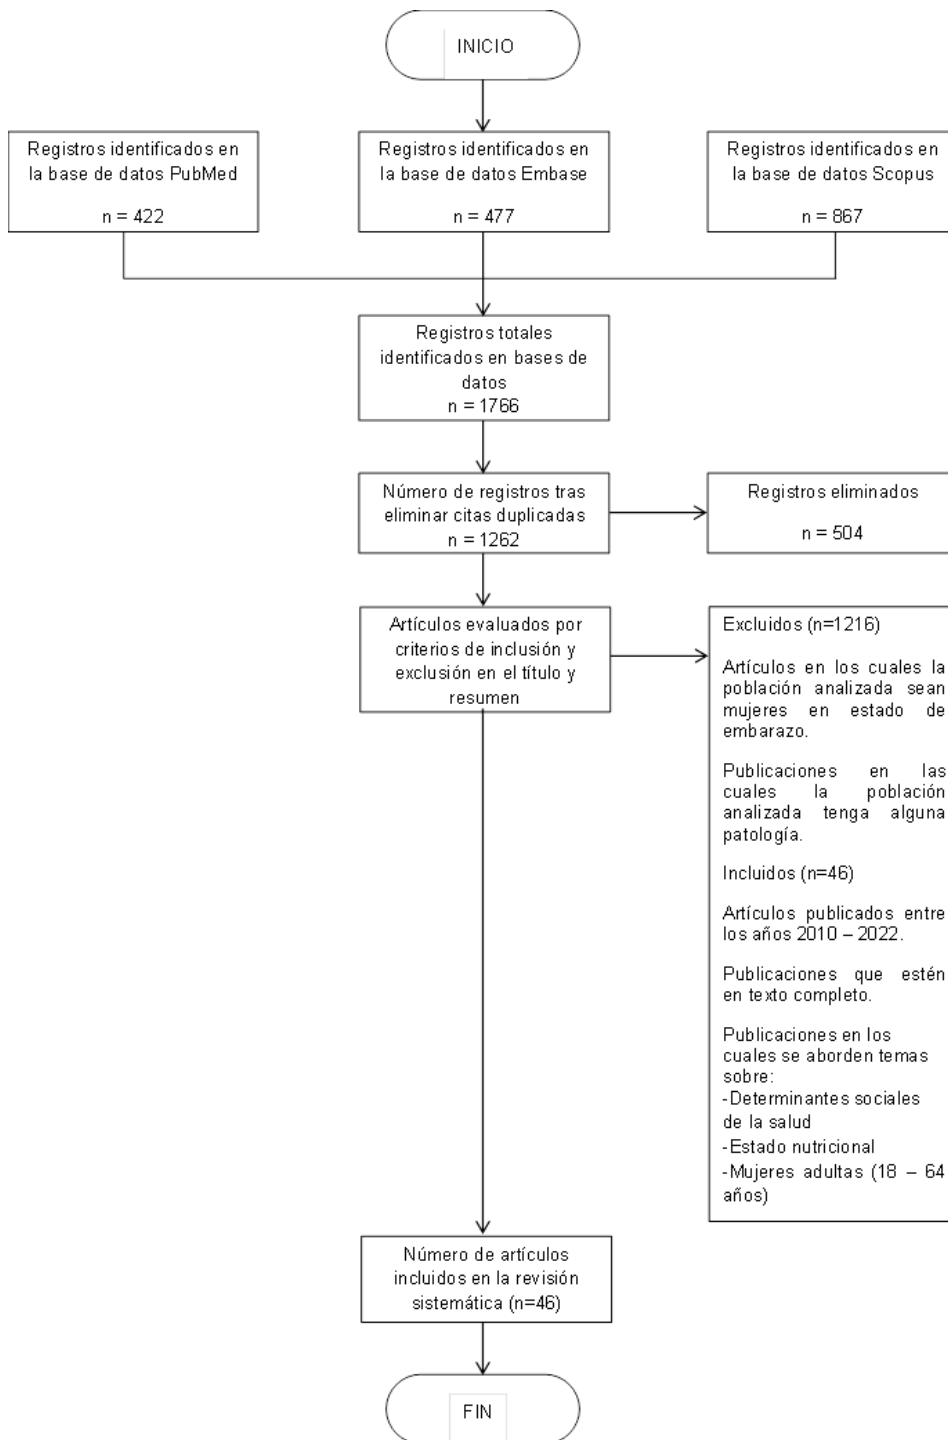 INICIO
Registros identificados en
la base de datos PubMed
n = 422
Registros identificados en
la base de datos Embase
n = 477
Registros identificados en
la base de datos Scopus
n = 867
Registros totales
identificados en bases de
datos
n = 1766
Número de registros tras
eliminar citas duplicadas
n = 1262
Registros eliminados
n = 504
Artículos evaluados por
criterios de inclusión y
exclusión en el título y
resumen
Excluidos (n=1216)
Artículos en los cuales la
población analizada sean
mujeres en estado de
embarazo.
Publicaciones en las
cuales la población
analizada tenga alguna
patología.
Incluidos (n=46)
Artículos publicados entre
los años 2010 – 2022.
Publicaciones que estén
en texto completo.
Publicaciones en los
cuales se aborden temas
sobre:
-Determinantes sociales
de la salud
-Estado nutricional
-Mujeres adultas (18 – 64
años)
Número de artículos
incluidos en la revisión
sistemática (n=46)
FIN